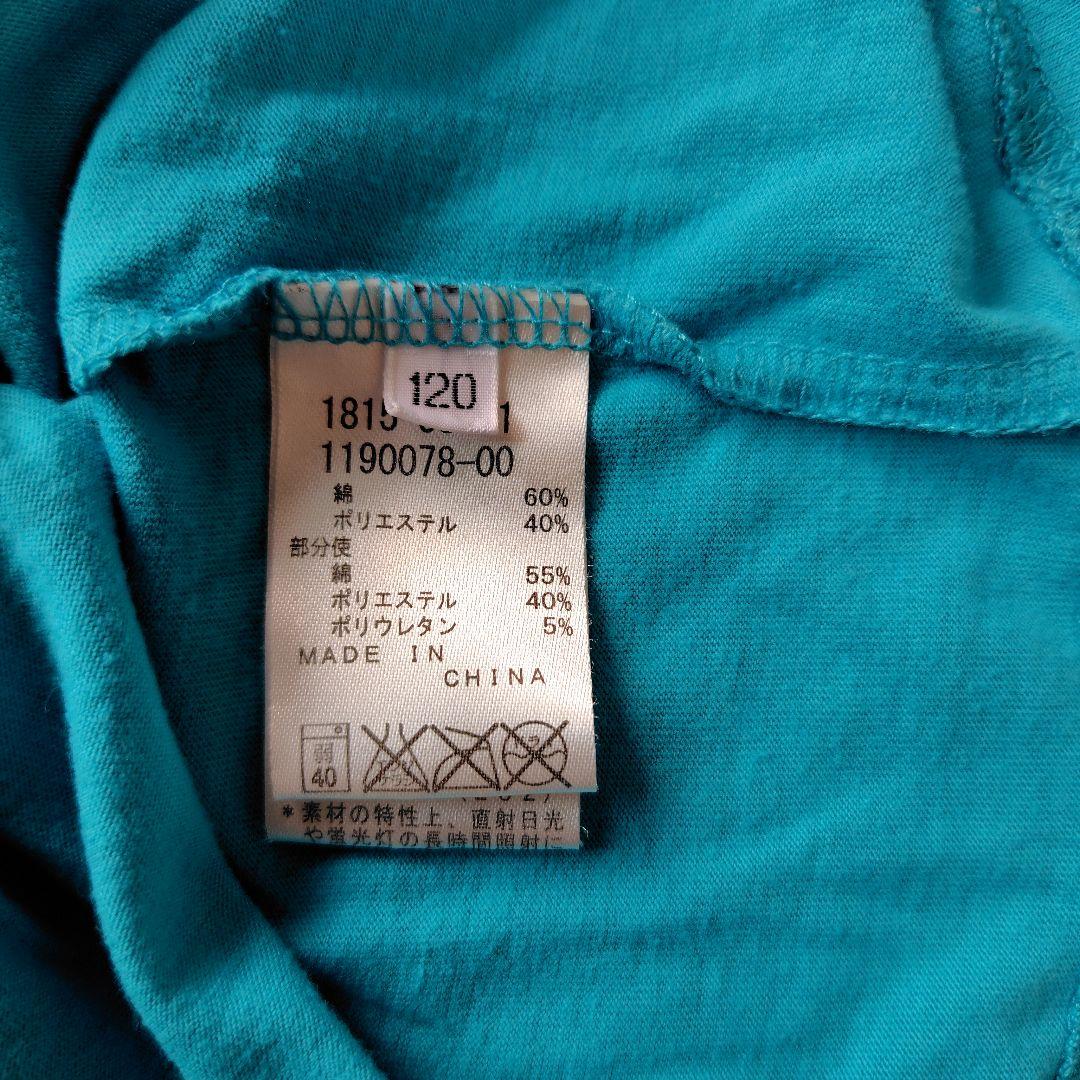 120
1815
1190078-00
綿 60%
ポリエステル 40%
部分使
綿 55%
ポリエステル 40%
ポリウレタン 5%
MADE IN
CHINA
弱
40
*素材の特性上、直射日光
や蛍光灯の長時間照射に